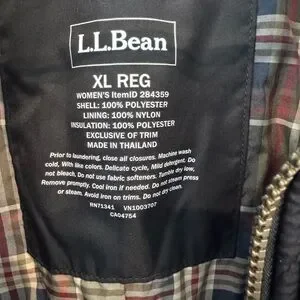 L.L.Bean
XL REG
WOMEN'S ItemID 284359
SHELL: 100% POLYESTER
LINING: 100% NYLON
INSULATION: 100% POLYESTER
EXCLUSIVE OF TRIM
MADE IN THAILAND
Prior to laundering, close all closures. Machine wash
cold, With like colors. Delicate cycle, Mild detergent. Do
not bleach. Do not use fabric softeners. Tumble dry low,
Remove promptly. Cool iron if needed. Do not steam press
or steam. Avoid iron on trims. Do not dry clean.
RN71341 VN1003707
CA04754